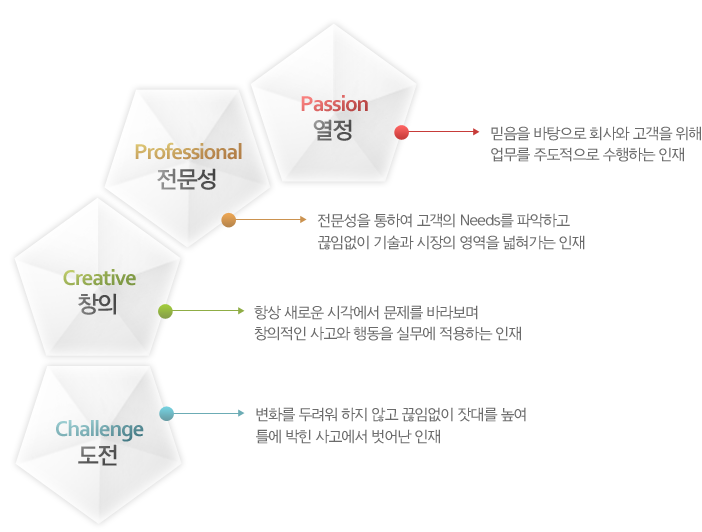 Passion
열정
믿음을 바탕으로 회사와 고객을 위해
업무를 주도적으로 수행하는 인재
Professional
전문성
전문성을 통하여 고객의 Needs를 파악하고
끊임없이 기술과 시장의 영역을 넓혀가는 인재
Creative
창의
항상 새로운 시각에서 문제를 바라보며
창의적인 사고와 행동을 실무에 적용하는 인재
Challenge
도전
변화를 두려워 하지 않고 끊임없이 잣대를 높여
틀에 박힌 사고에서 벗어난 인재